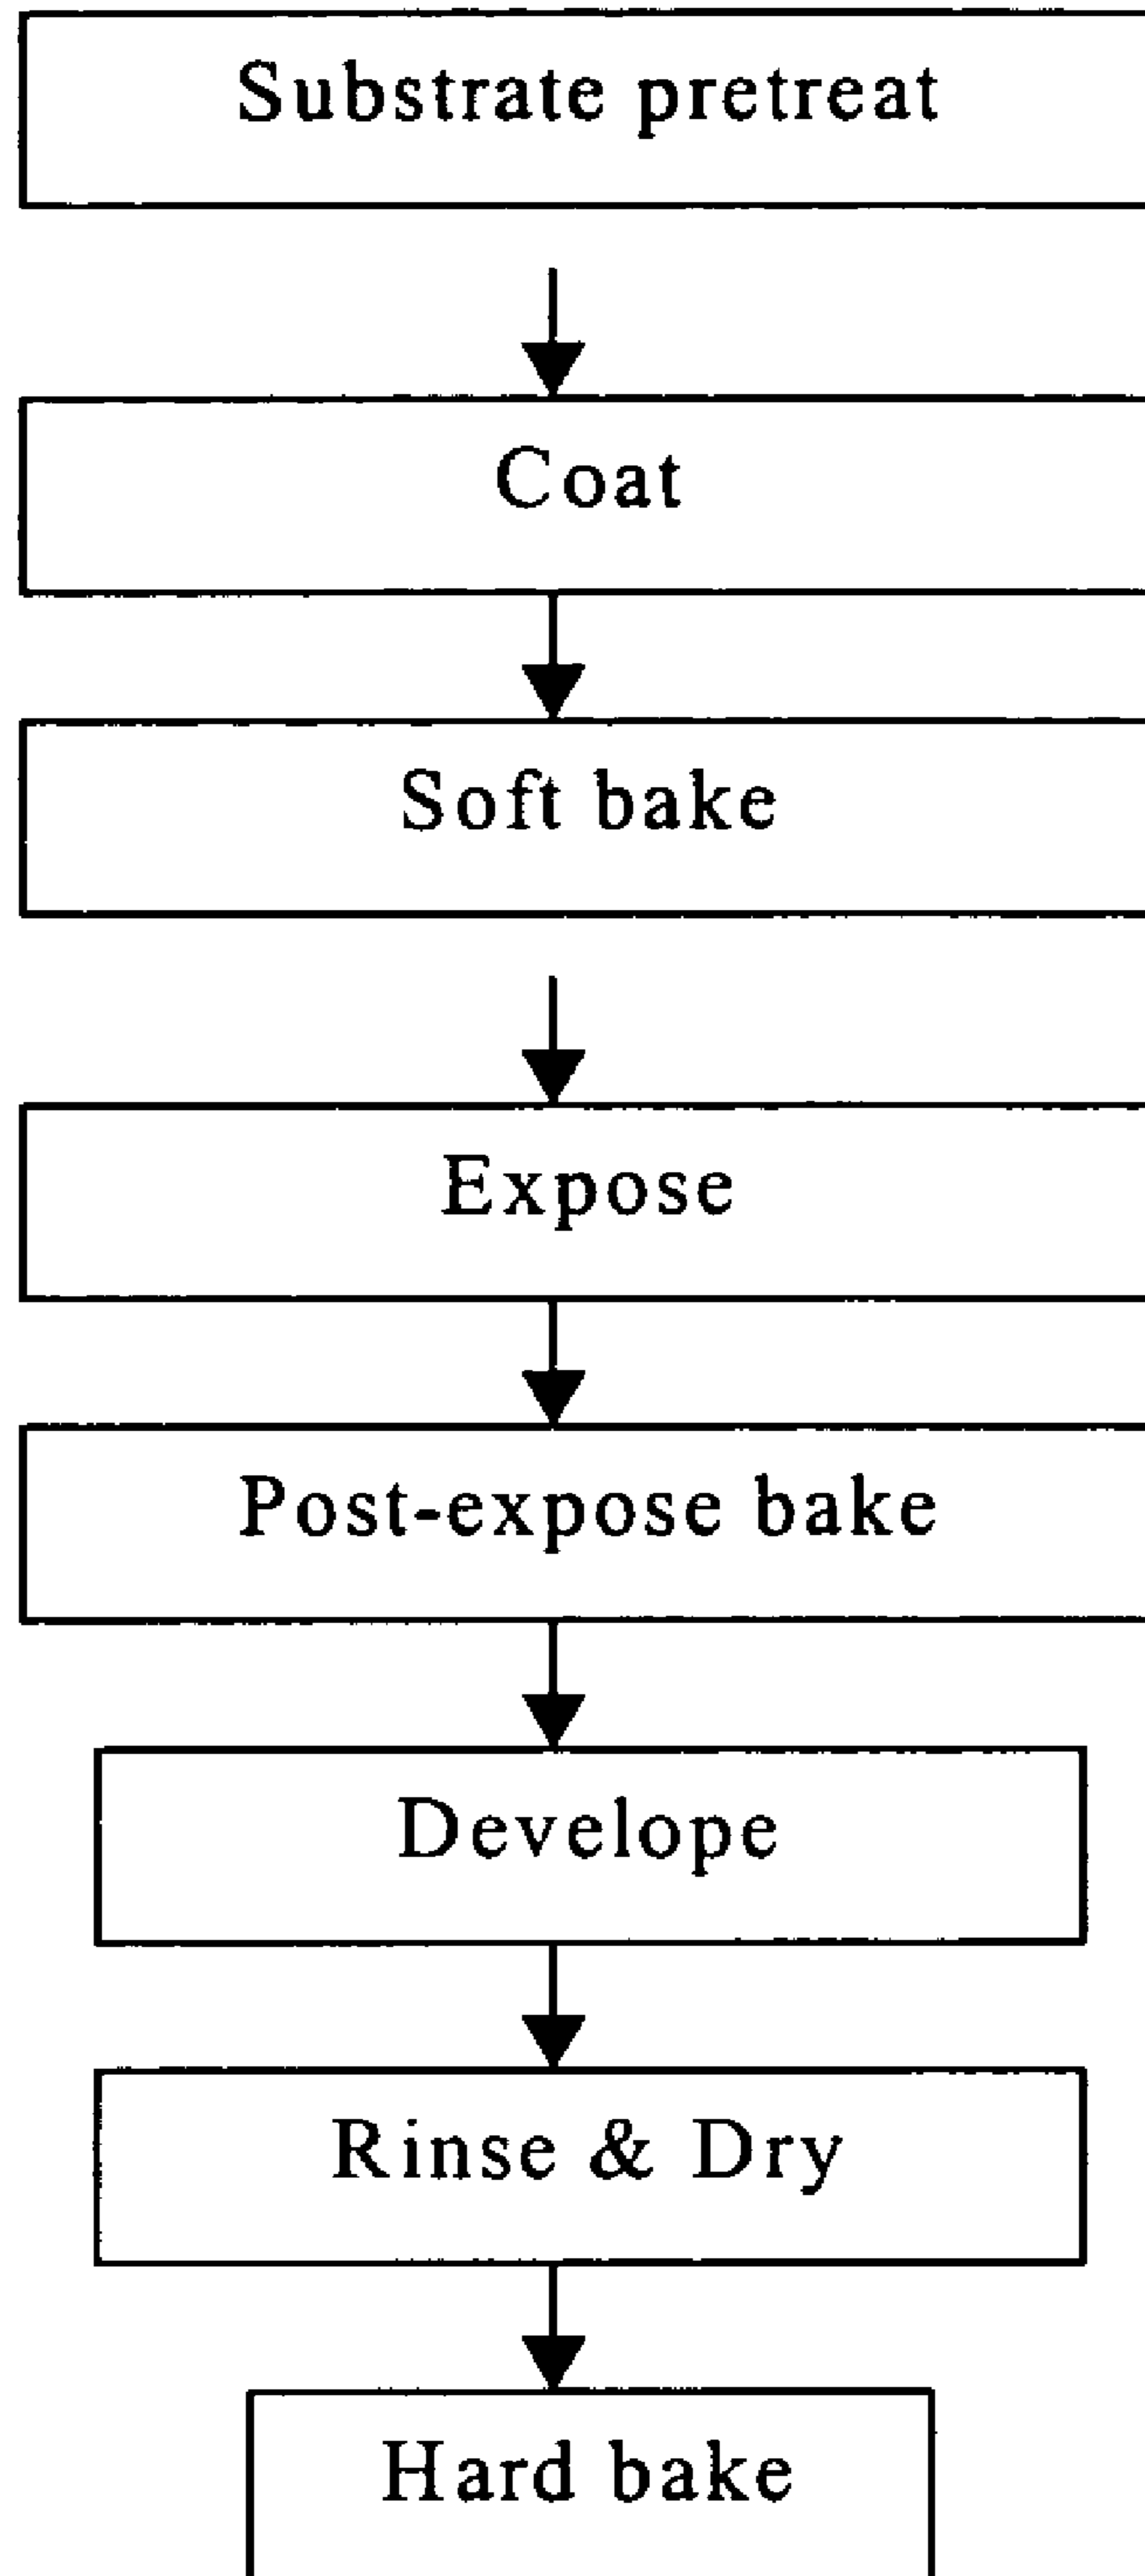 Substrate pretreat
Coat
Soft bake
Expose
Post-expose bake
Develope
Rinse & Dry
Hard bake